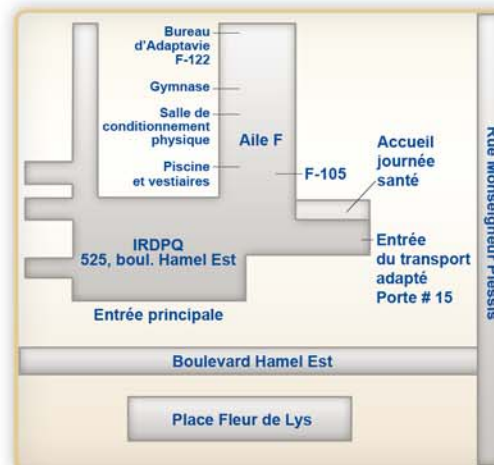 Bureau
d'Adaptavie
F-122
Gymnase
Salle de
conditionnement
physique
Piscine
et vestiaires
Aile F
F-105
Accueil
journée
santé
Entrée
du transport
adapté
Porte # 15
IRDPQ
525, boul. Hamel Est
Entrée principale
Boulevard Hamel Est
Place Fleur de Lys
Rue Monseigneur Plessis